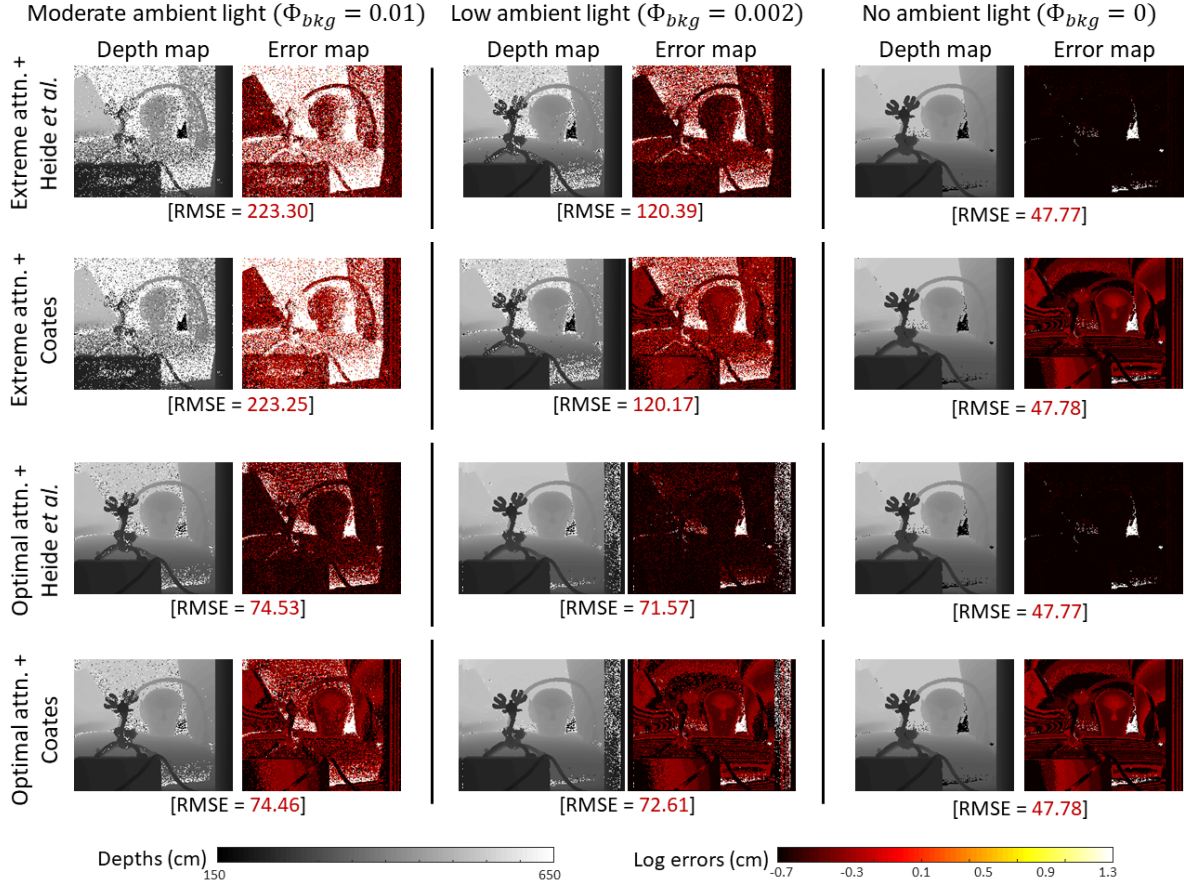 Moderate ambient light (Φ_bkg = 0.01) Low ambient light (Φ_bkg = 0.002) No ambient light (Φ_bkg = 0)
Depth map Error map Depth map Error map Depth map Error map
Extreme attn. +
Heide et al.
[RMSE = 223.30] [RMSE = 120.39] [RMSE = 47.77]
Extreme attn. +
Coates
[RMSE = 223.25] [RMSE = 120.17] [RMSE = 47.78]
Optimal attn. +
Heide et al.
[RMSE = 74.53] [RMSE = 71.57] [RMSE = 47.77]
Optimal attn. +
Coates
[RMSE = 74.46] [RMSE = 72.61] [RMSE = 47.78]
Depths (cm) Log errors (cm)
150 650 -0.7 -0.3 0.1 0.5 0.9 1.3